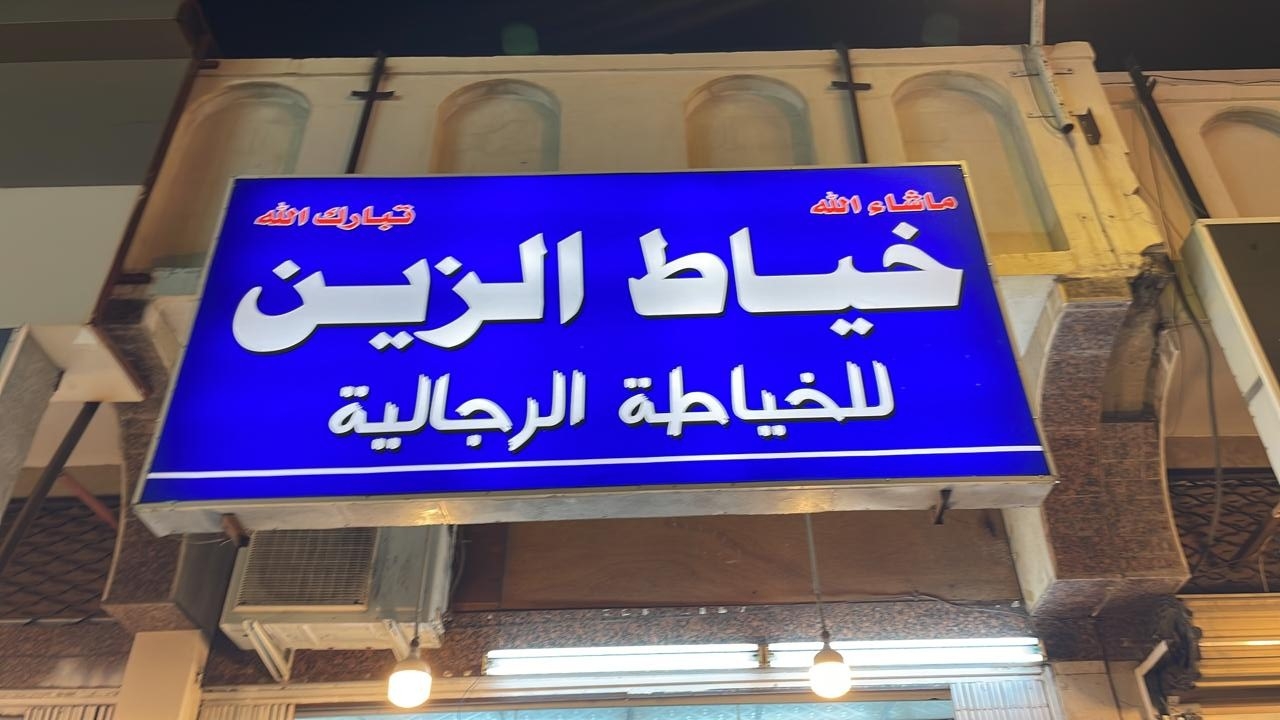 ماشاء الله تبارك الله
خياط الزين
للخياطة الرجالية